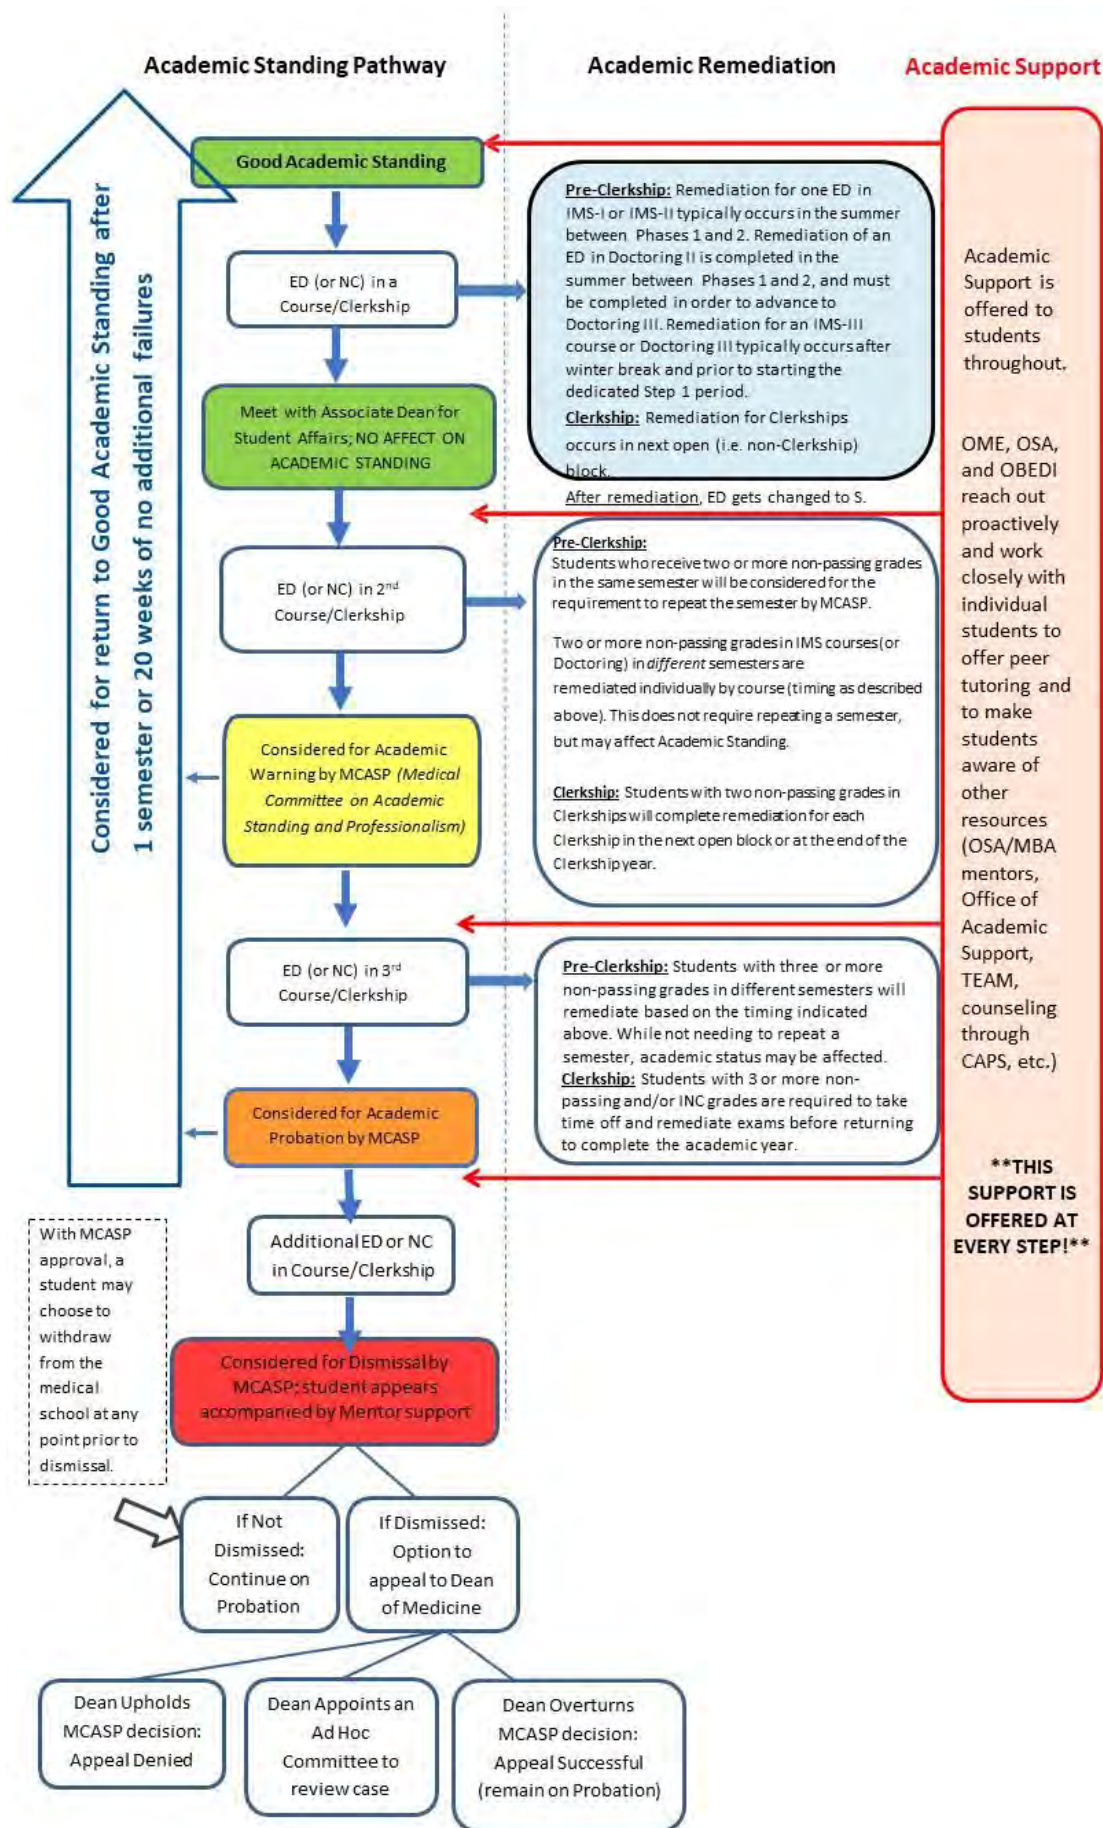 Academic Standing Pathway
Academic Remediation
Academic Support
Considered for return to Good Academic Standing after
1 semester or 20 weeks of no additional failures
Good Academic Standing
ED (or NC) in a
Course/Clerkship
Meet with Associate Dean for
Student Affairs; NO AFFECT ON
ACADEMIC STANDING
ED (or NC) in 2nd
Course/Clerkship
Considered for Academic
Warning by MCASP (Medical
Committee on Academic
Standing and Professionalism)
ED (or NC) in 3rd
Course/Clerkship
Considered for Academic
Probation by MCASP
Additional ED or NC
in Course/Clerkship
Considered for Dismissal by
MCASP; student appears
accompanied by Mentor support
With MCASP
approval, a
student may
choose to
withdraw
from the
medical
school at any
point prior to
dismissal.
If Not
Dismissed:
Continue on
Probation
If Dismissed:
Option to
appeal to Dean
of Medicine
Dean Upholds
MCASP decision:
Appeal Denied
Dean Appoints an
Ad Hoc
Committee to
review case
Dean Overturns
MCASP decision:
Appeal Successful
(remain on Probation)
Pre-Clerkship: Remediation for one ED in
IMS-I or IMS-II typically occurs in the summer
between Phases 1 and 2. Remediation of an
ED in Doctoring II is completed in the
summer between Phases 1 and 2, and must
be completed in order to advance to
Doctoring III. Remediation for an IMS-III
course or Doctoring III typically occurs after
winter break and prior to starting the
dedicated Step 1 period.
Clerkship: Remediation for Clerkships
occurs in next open (i.e. non-Clerkship)
block.
After remediation, ED gets changed to S.
Pre-Clerkship:
Students who receive two or more non-passing grades
in the same semester will be considered for the
requirement to repeat the semester by MCASP.
Two or more non-passing grades in IMS courses (or
Doctoring) in different semesters are
remediated individually by course (timing as described
above). This does not require repeating a semester,
but may affect Academic Standing.
Clerkship: Students with two non-passing grades in
Clerkships will complete remediation for each
Clerkship in the next open block or at the end of the
Clerkship year.
Pre-Clerkship: Students with three or more
non-passing grades in different semesters will
remediate based on the timing indicated
above. While not needing to repeat a
semester, academic status may be affected.
Clerkship: Students with 3 or more non-
passing and/or INC grades are required to take
time off and remediate exams before returning
to complete the academic year.
Academic
Support is
offered to
students
throughout.
OME, OSA,
and OBEDI
reach out
proactively
and work
closely with
individual
students to
offer peer
tutoring and
to make
students
aware of
other
resources
(OSA/MBA
mentors,
Office of
Academic
Support,
TEAM,
counseling
through
CAPS, etc.)
**THIS
SUPPORT IS
OFFERED AT
EVERY STEP!**